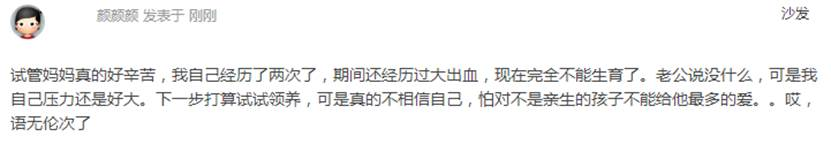 颜颜颜 发表于 刚刚 沙发
试管妈妈真的好辛苦，我自己经历了两次了，期间还经历过大出血，现在完全不能生育了。老公说没什么，可是我
自己压力还是好大。下一步打算试试领养，可是真的不相信自己，怕对不是亲生的孩子不能给他最多的爱。。哎，
语无伦次了